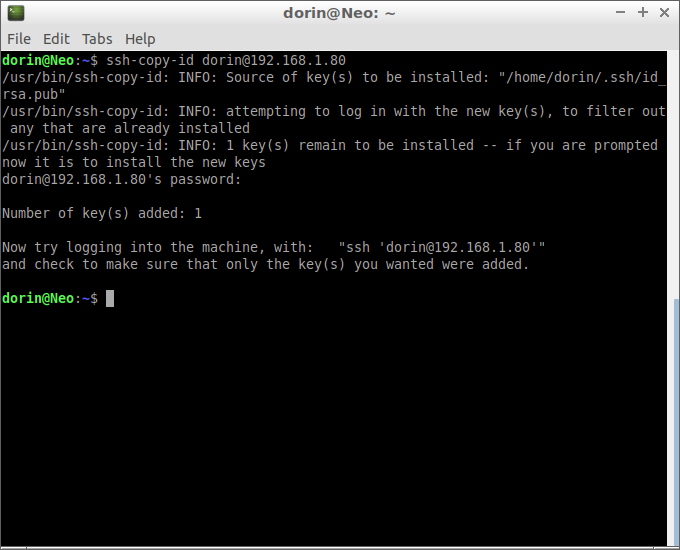 dorin@Neo: ~
File Edit Tabs Help
dorin@Neo:~$ ssh-copy-id dorin@192.168.1.80
/usr/bin/ssh-copy-id: INFO: Source of key(s) to be installed: "/home/dorin/.ssh/id_
rsa.pub"
/usr/bin/ssh-copy-id: INFO: attempting to log in with the new key(s), to filter out
 any that are already installed
/usr/bin/ssh-copy-id: INFO: 1 key(s) remain to be installed -- if you are prompted
now it is to install the new keys
dorin@192.168.1.80's password:
Number of key(s) added: 1
Now try logging into the machine, with:   "ssh 'dorin@192.168.1.80'"
and check to make sure that only the key(s) you wanted were added.
dorin@Neo:~$